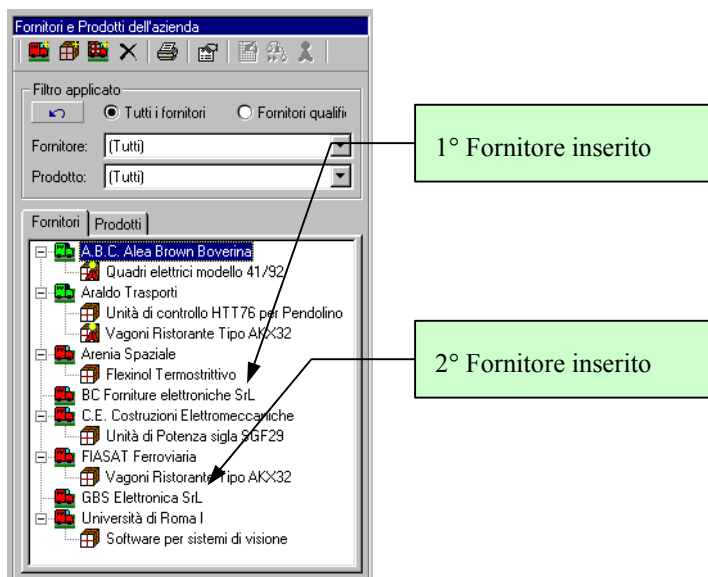 Fornitori e Prodotti dell'azienda
Filtro applicato
Tutti i fornitori
Fornitori qualifi
Fornitore:
(Tutti)
Prodotto:
(Tutti)
1° Fornitore inserito
Fornitori
Prodotti
A.B.C. Alea Brown Boverina
Quadri elettrici modello 41/92
Araldo Trasporti
Unità di controllo HTT76 per Pendolino
Vagoni Ristorante Tipo AKX32
Arenia Spaziale
Flexinol Termostrittivo
BC Forniture elettroniche SrL
C.E. Costruzioni Elettromeccaniche
Unità di Potenza sigla SGF29
FIASAT Ferroviaria
Vagoni Ristorante Tipo AKX32
GBS Elettronica SrL
Università di Roma I
Software per sistemi di visione
2° Fornitore inserito